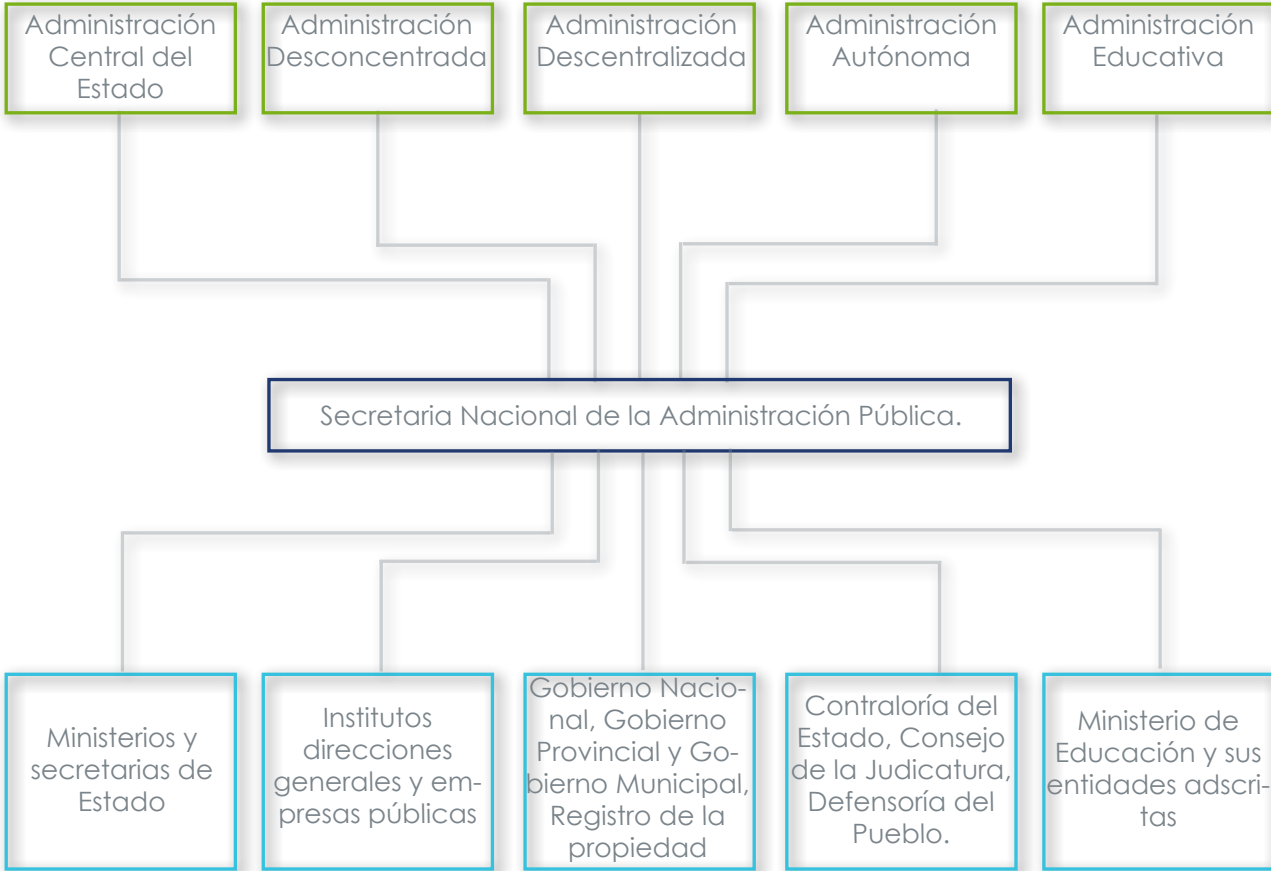 Administración
Central del
Estado
Administración
Desconcentrada
Administración
Descentralizada
Administración
Autónoma
Administración
Educativa
Secretaria Nacional de la Administración Pública.
Ministerios y
secretarias de
Estado
Institutos
direcciones
generales y em-
presas públicas
Gobierno Nacio-
nal, Gobierno
Provincial y Go-
bierno Municipal,
Registro de la
propiedad
Contraloría del
Estado, Consejo
de la Judicatura,
Defensoría del
Pueblo.
Ministerio de
Educación y sus
entidades adscri-
tas